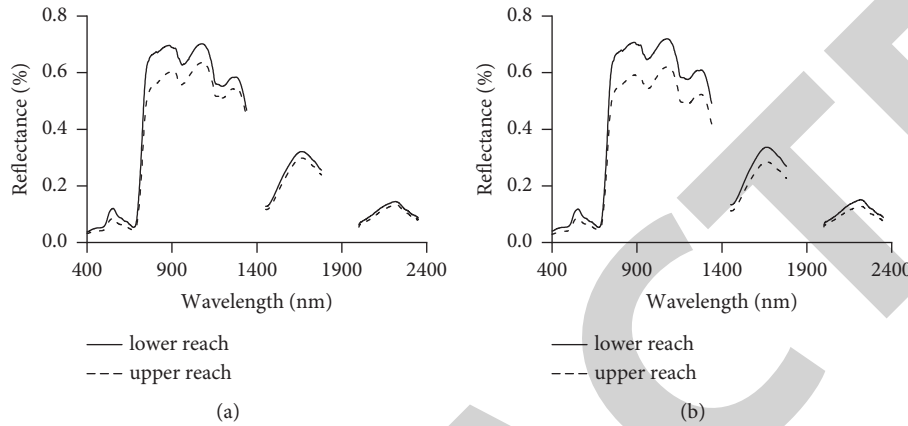 0.8
0.6
0.4
0.2
0.0
400 900 1400 1900 2400
Reflectance (%)
Wavelength (nm)
lower reach
upper reach
(a)
0.8
0.6
0.4
0.2
0.0
400 900 1400 1900 2400
Reflectance (%)
Wavelength (nm)
lower reach
upper reach
(b)